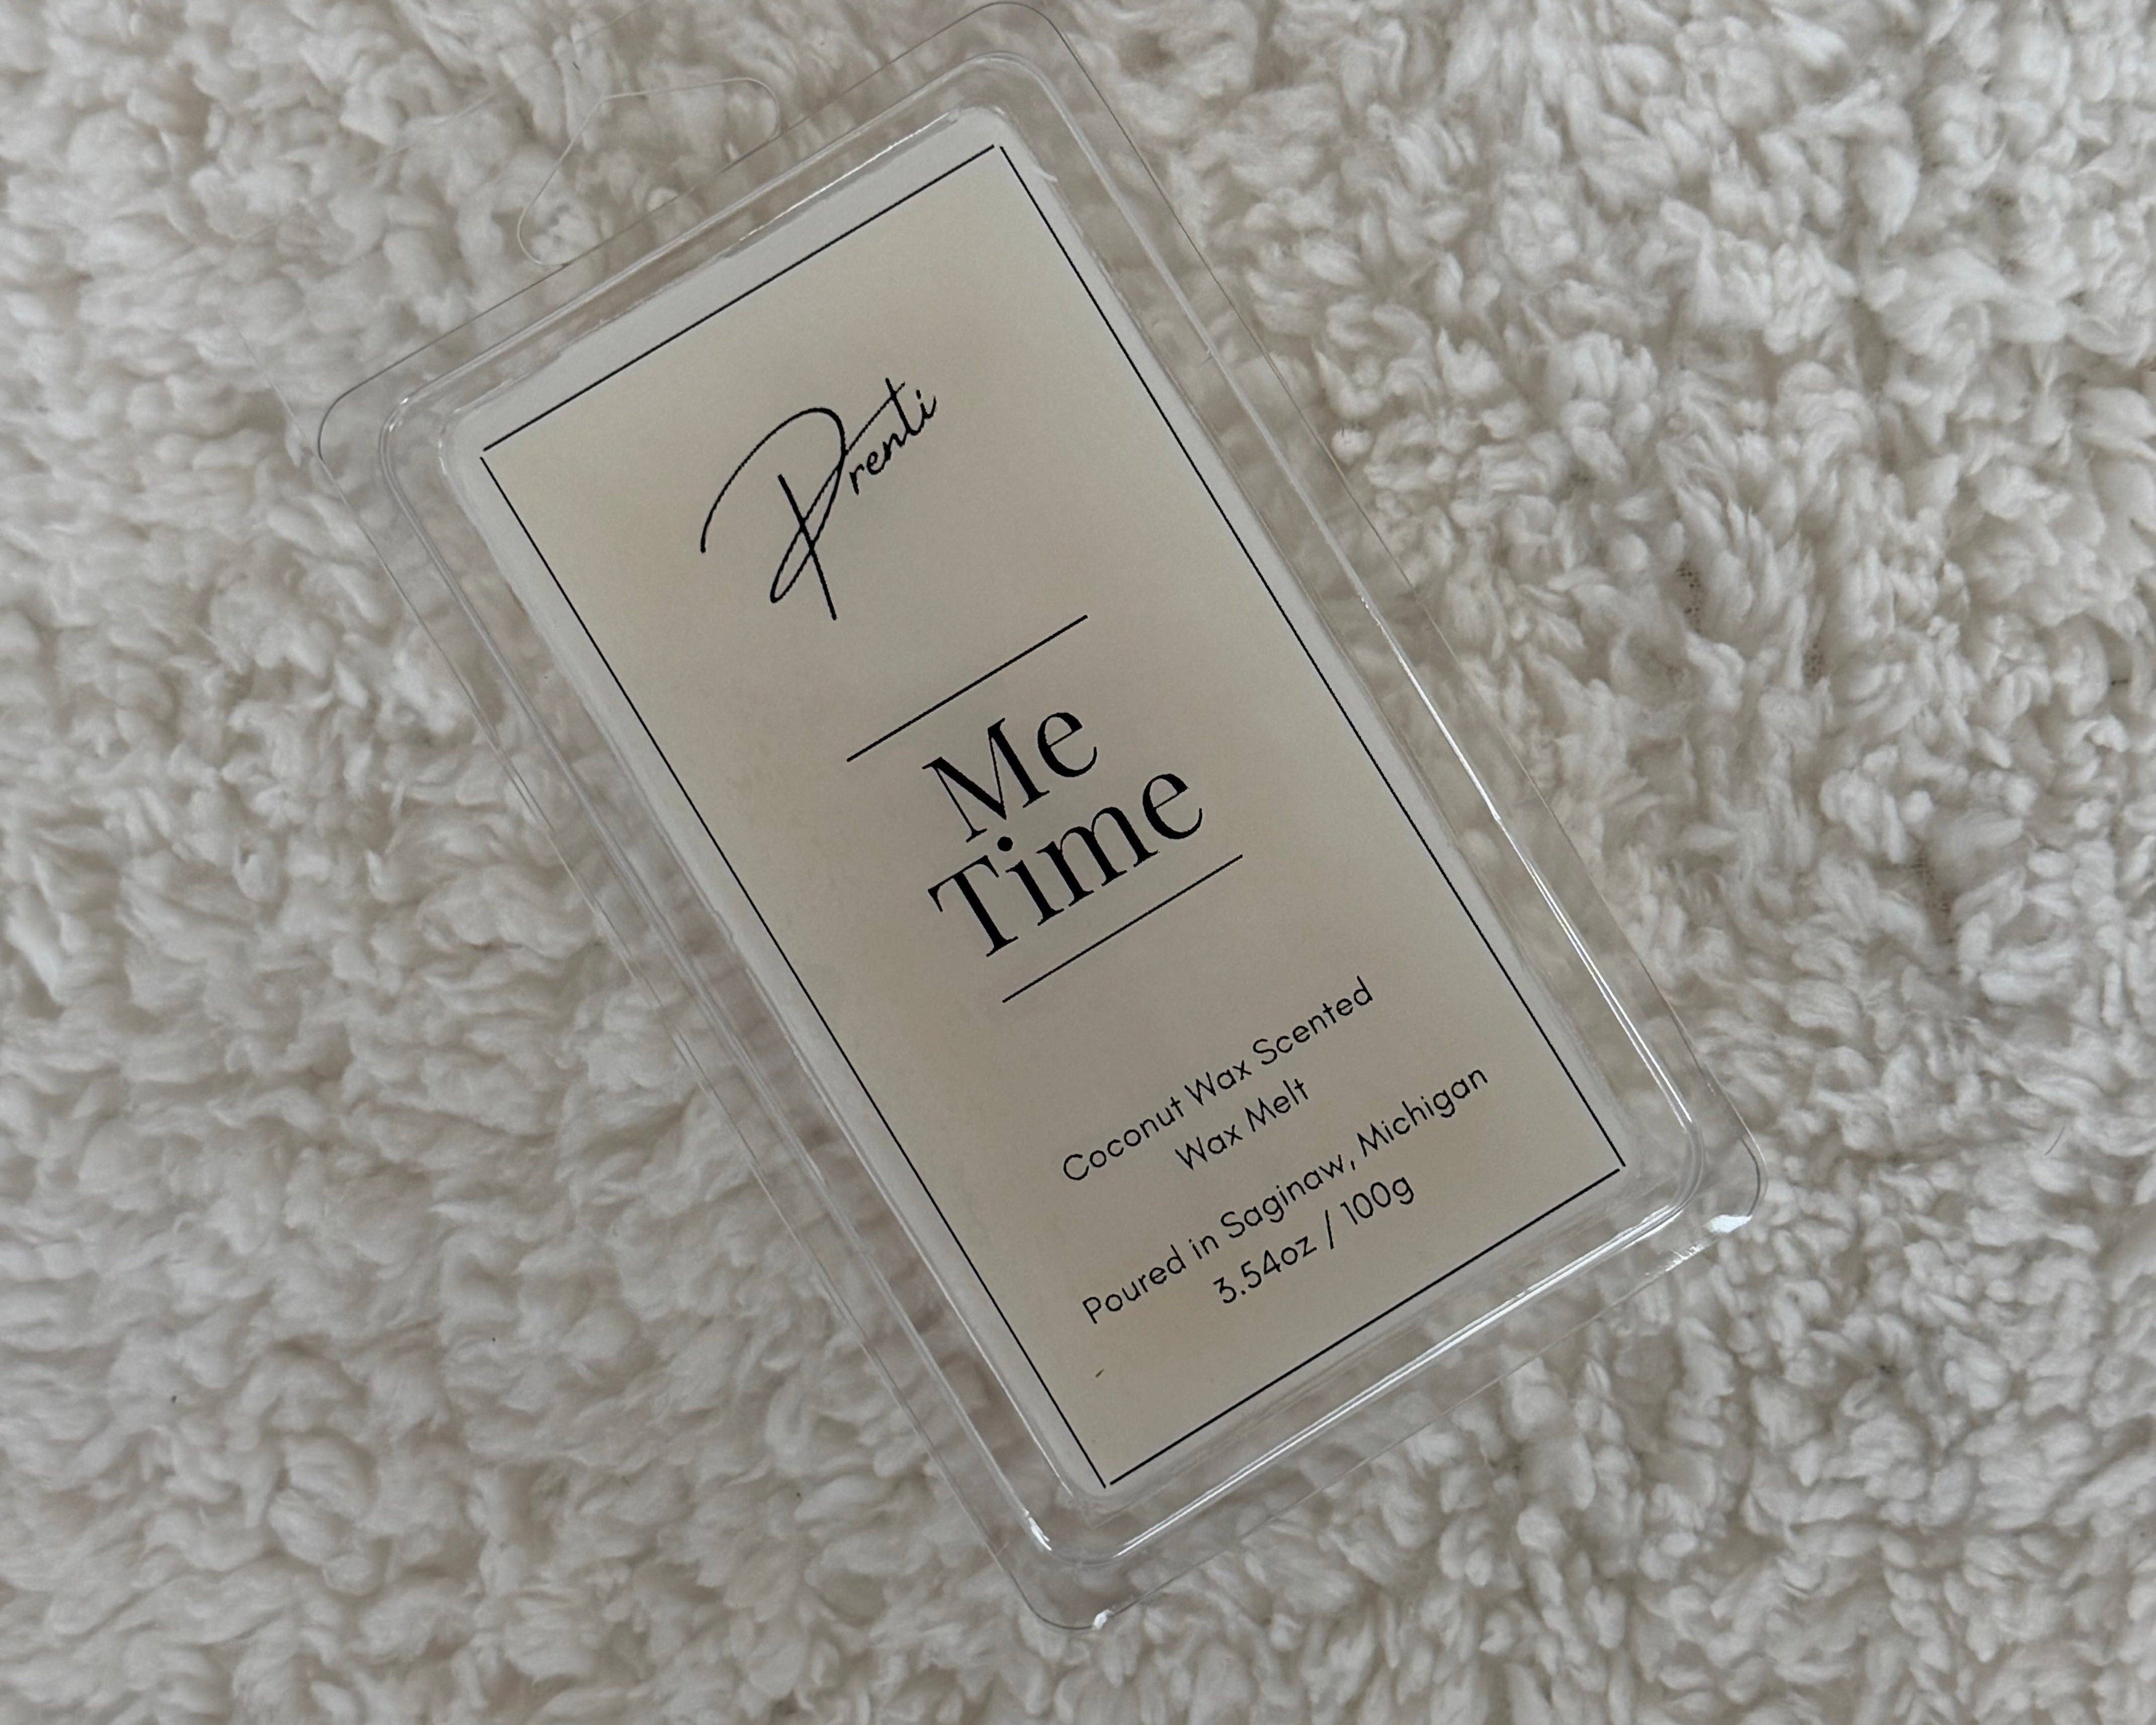 Prenti
Me
Time
Coconut Wax Scented
Wax Melt
Poured in Saginaw, Michigan
3.54oz / 100g